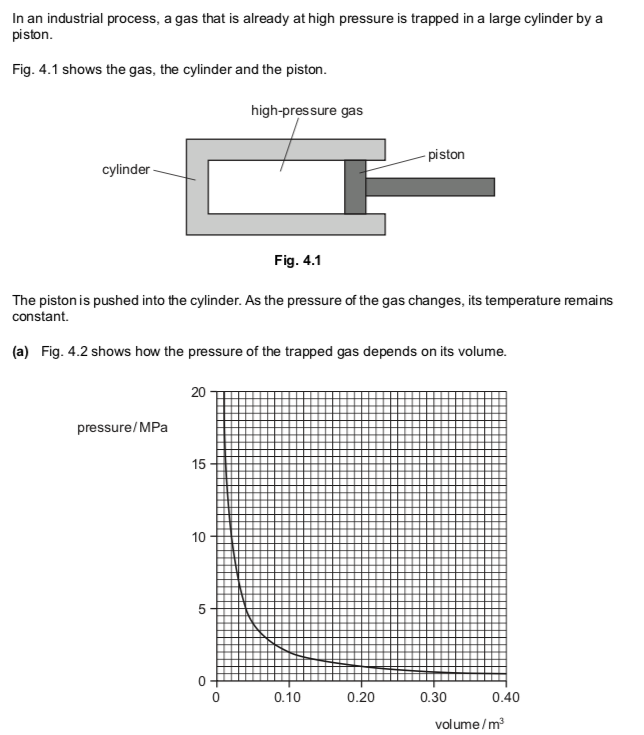 In an industrial process, a gas that is already at high pressure is trapped in a large cylinder by a
piston.
Fig. 4.1 shows the gas, the cylinder and the piston.
high-pressure gas
piston
cylinder
Fig. 4.1
The piston is pushed into the cylinder. As the pressure of the gas changes, its temperature remains
constant.
(a) Fig. 4.2 shows how the pressure of the trapped gas depends on its volume.
20
pressure / MPa
15
10
5
0
0 0.10 0.20 0.30 0.40
volume / m³